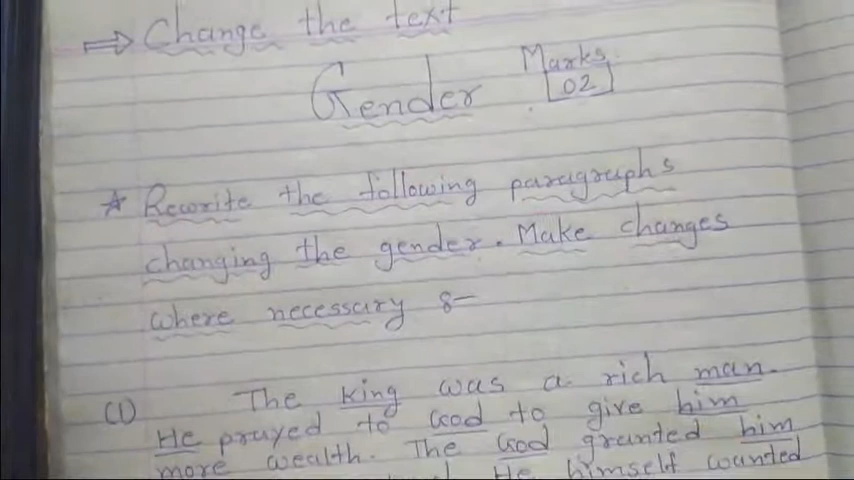 ⇒ Change the text
Gender
Marks
02
* Rewrite the following paragraphs
changing the gender. Make changes
where necessary :-
(1) The king was a rich man.
He prayed to God to give him
more wealth. The God granted him
He himself wanted